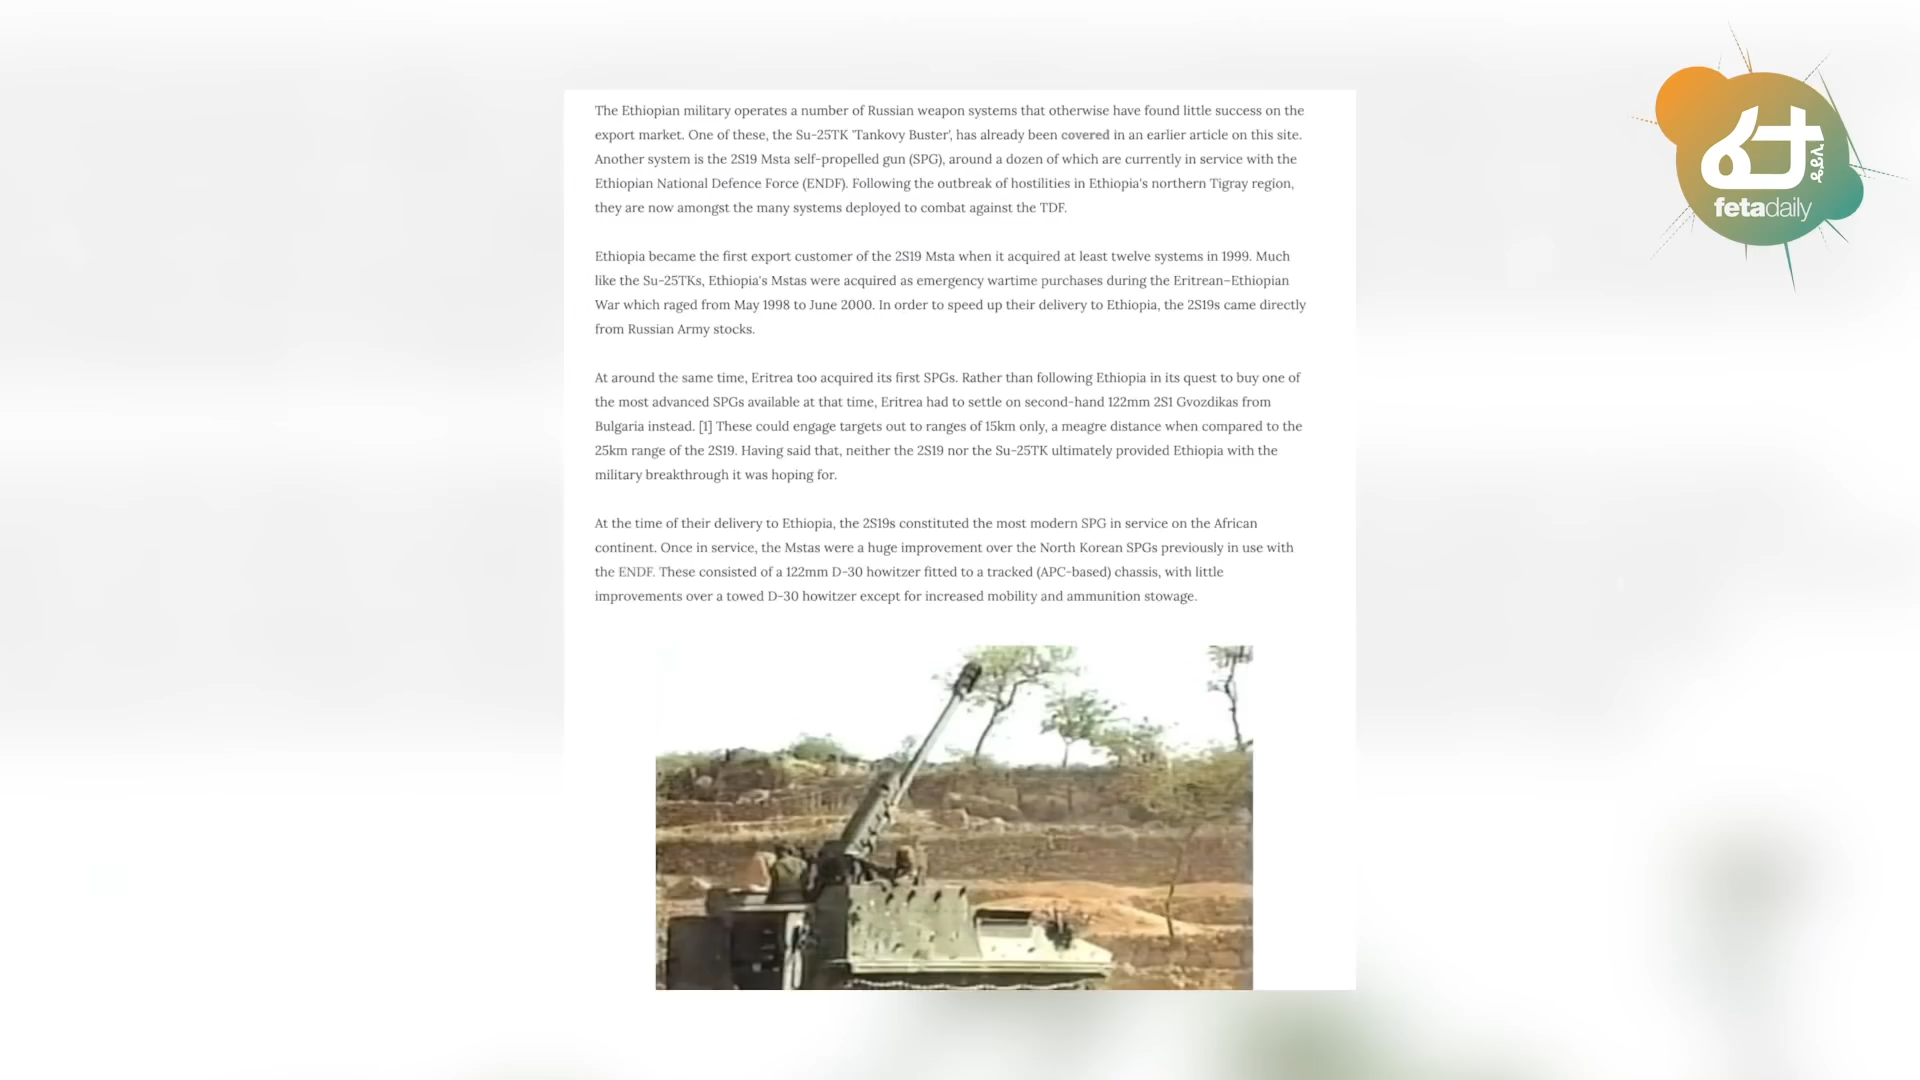 The Ethiopian military operates a number of Russian weapon systems that otherwise have found little success on the
export market. One of these, the Su-25TK 'Tankovy Buster', has already been covered in an earlier article on this site.
Another system is the 2S19 Msta self-propelled gun (SPG), around a dozen of which are currently in service with the
Ethiopian National Defence Force (ENDF). Following the outbreak of hostilities in Ethiopia's northern Tigray region,
they are now amongst the many systems deployed to combat against the TDF.
Ethiopia became the first export customer of the 2S19 Msta when it acquired at least twelve systems in 1999. Much
like the Su-25TKs, Ethiopia's Mstas were acquired as emergency wartime purchases during the Eritrean–Ethiopian
War which raged from May 1998 to June 2000. In order to speed up their delivery to Ethiopia, the 2S19s came directly
from Russian Army stocks.
At around the same time, Eritrea too acquired its first SPGs. Rather than following Ethiopia in its quest to buy one of
the most advanced SPGs available at that time, Eritrea had to settle on second-hand 122mm 2S1 Gvozdikas from
Bulgaria instead. [1] These could engage targets out to ranges of 15km only, a meagre distance when compared to the
25km range of the 2S19. Having said that, neither the 2S19 nor the Su-25TK ultimately provided Ethiopia with the
military breakthrough it was hoping for.
At the time of their delivery to Ethiopia, the 2S19s constituted the most modern SPG in service on the African
continent. Once in service, the Mstas were a huge improvement over the North Korean SPGs previously in use with
the ENDF. These consisted of a 122mm D-30 howitzer fitted to a tracked (APC-based) chassis, with little
improvements over a towed D-30 howitzer except for increased mobility and ammunition stowage.
ፈታ
fetadaily